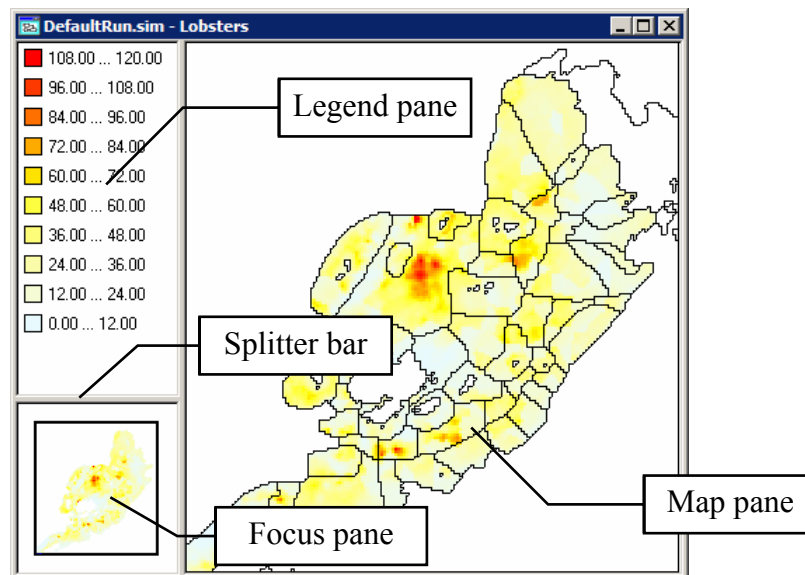 DefaultRun.sim - Lobsters
108.00 ... 120.00
96.00 ... 108.00
84.00 ... 96.00
72.00 ... 84.00
60.00 ... 72.00
48.00 ... 60.00
36.00 ... 48.00
24.00 ... 36.00
12.00 ... 24.00
0.00 ... 12.00
Legend pane
Splitter bar
Map pane
Focus pane